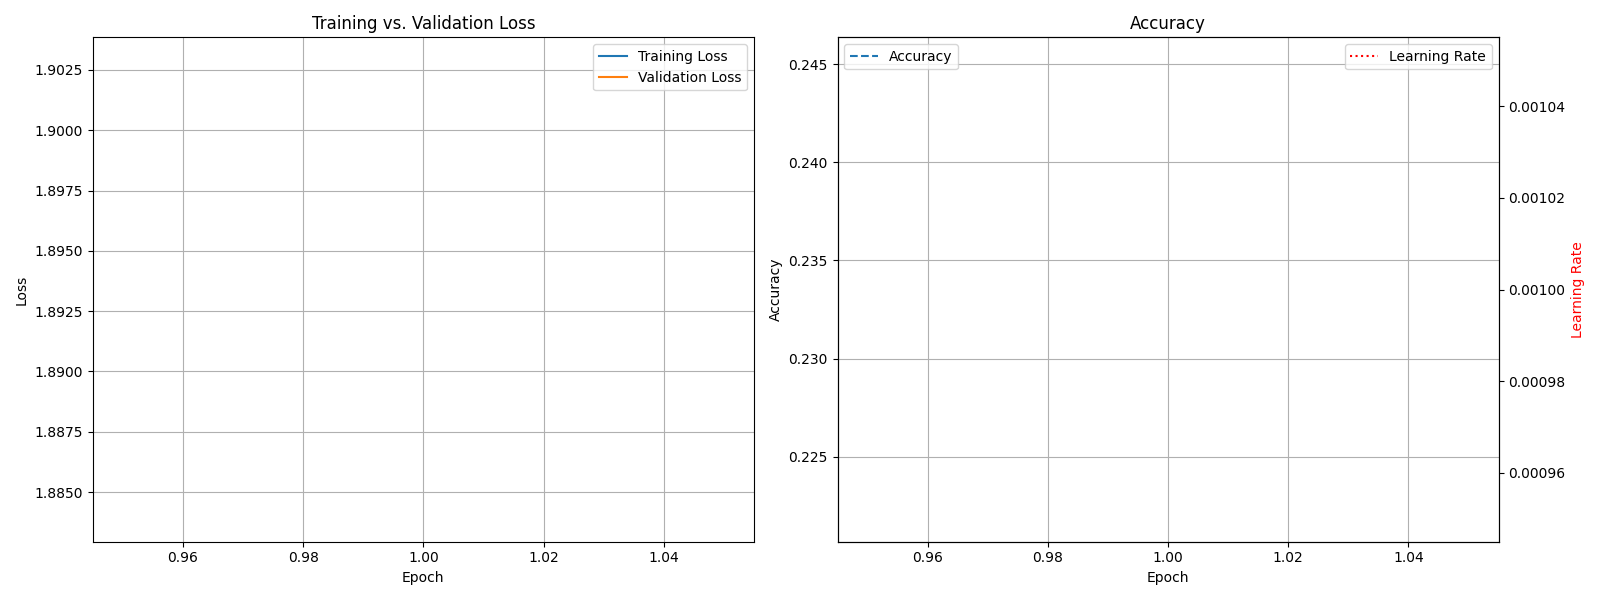 Training vs. Validation Loss
Training Loss
Validation Loss
1.9025
1.9000
1.8975
1.8950
1.8925
1.8900
1.8875
1.8850
Loss
0.96
0.98
1.00
1.02
1.04
Epoch
Accuracy
Accuracy
Learning Rate
0.245
0.240
0.235
0.230
0.225
Accuracy
0.00104
0.00102
0.00100
0.00098
0.00096
Learning Rate
0.96
0.98
1.00
1.02
1.04
Epoch